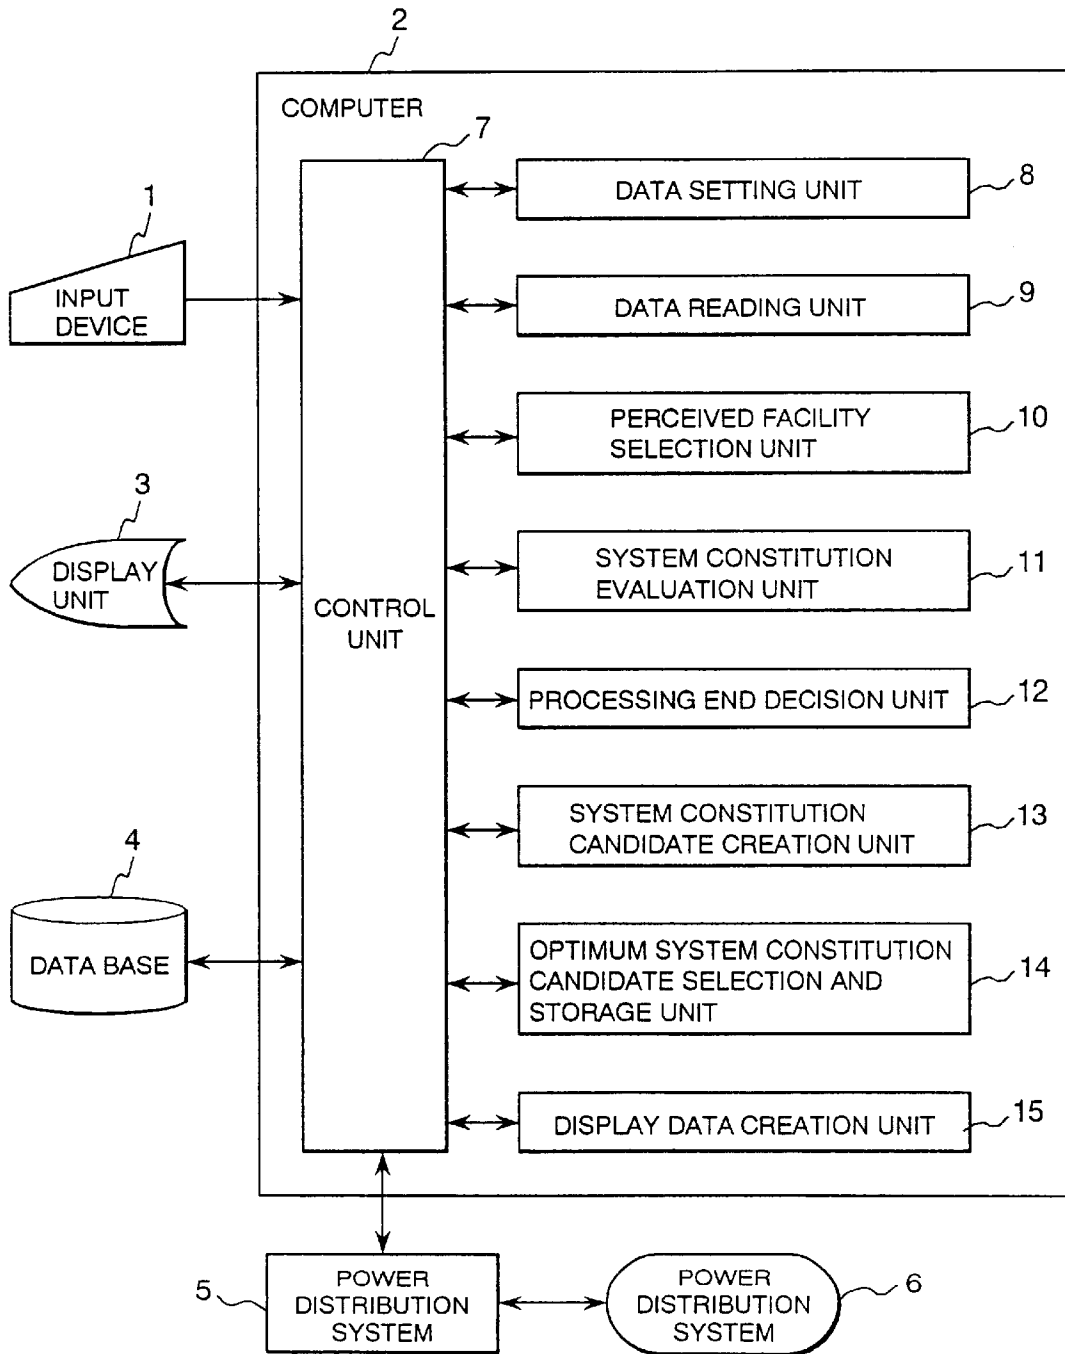 2
COMPUTER
7
1
INPUT
DEVICE
DATA SETTING UNIT
8
DATA READING UNIT
9
PERCEIVED FACILITY
SELECTION UNIT
10
3
DISPLAY
UNIT
CONTROL
UNIT
SYSTEM CONSTITUTION
EVALUATION UNIT
11
PROCESSING END DECISION UNIT
12
SYSTEM CONSTITUTION
CANDIDATE CREATION UNIT
13
4
DATA BASE
OPTIMUM SYSTEM CONSTITUTION
CANDIDATE SELECTION AND
STORAGE UNIT
14
DISPLAY DATA CREATION UNIT
15
5
POWER
DISTRIBUTION
SYSTEM
POWER
DISTRIBUTION
SYSTEM
6